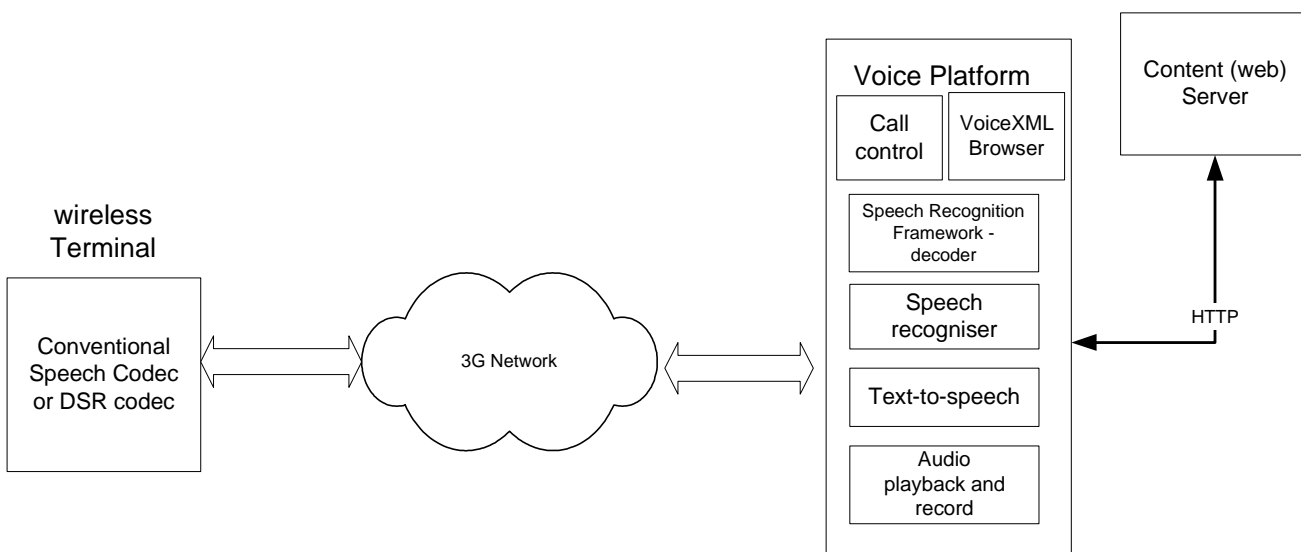 wireless
Terminal
Conventional
Speech Codec
or DSR codec
3G Network
Voice Platform
Call
control
VoiceXML
Browser
Speech Recognition
Framework -
decoder
Speech
recogniser
Text-to-speech
Audio
playback and
record
Content (web)
Server
HTTP